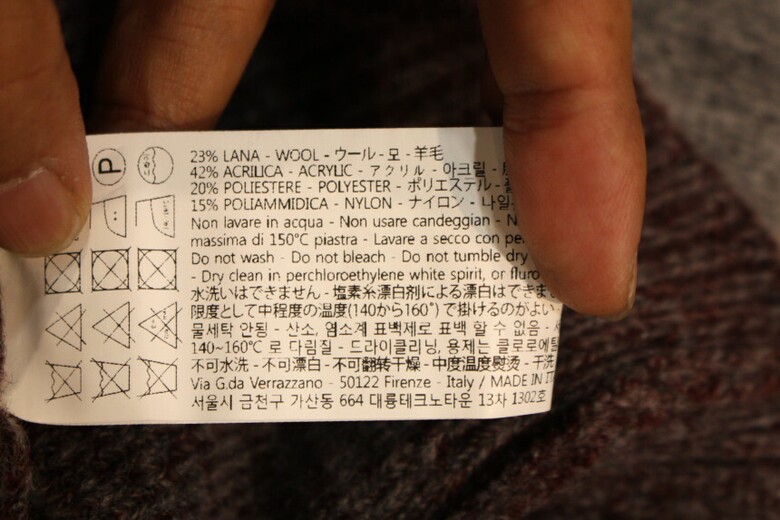 P
23% LANA - WOOL - ウール - 모 - 羊毛
42% ACRILICA - ACRYLIC - アクリル - 아크릴 -
20% POLIESTERE - POLYESTER - ポリエステル -
15% POLIAMMIDICA - NYLON - ナイロン - 나일
Non lavare in acqua - Non usare candeggian - N
massima di 150°C piastra - Lavare a secco con per
Do not wash - Do not bleach - Do not tumble dry
- Dry clean in perchloroethylene white spirit, or fluro
水洗いはできません - 塩素系漂白剤による漂白はできませ
限度として中程度の温度(140から160°) で掛けるのがよい
물세탁 안됨 - 산소, 염소계 표백제로 표백 할 수 없음 -
140~160℃ 로 다림질 - 드라이클리닝, 용제는 클로로에틸
不可水洗 - 不可漂白 - 不可翻转干燥 - 中度温度熨烫 - 干洗
Via G.da Verrazzano - 50122 Firenze - Italy / MADE IN IT
서울시 금천구 가산동 664 대륭테크노타운 13차 1302호